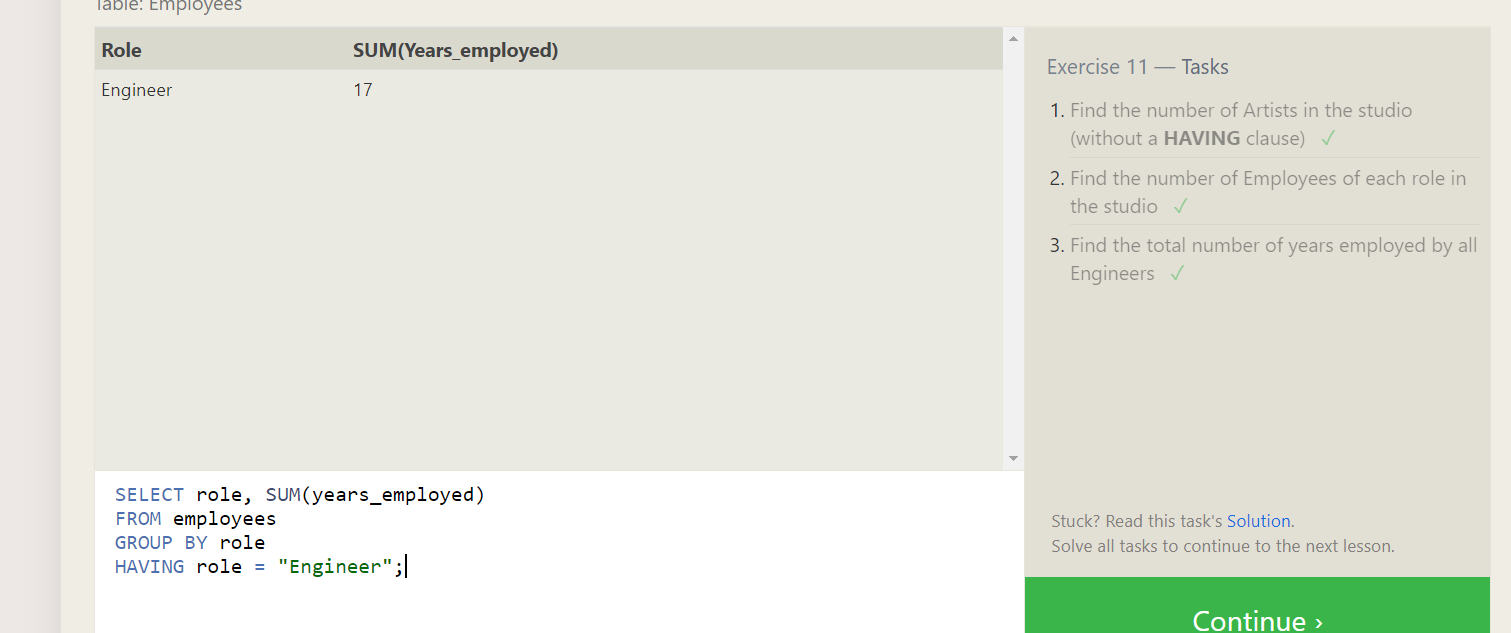 Table: Employees
Role SUM(Years_employed)
Engineer 17
SELECT role, SUM(years_employed)
FROM employees
GROUP BY role
HAVING role = "Engineer";
Exercise 11 — Tasks
1. Find the number of Artists in the studio
(without a HAVING clause) ✓
2. Find the number of Employees of each role in
the studio ✓
3. Find the total number of years employed by all
Engineers ✓
Stuck? Read this task's Solution.
Solve all tasks to continue to the next lesson.
Continue ›